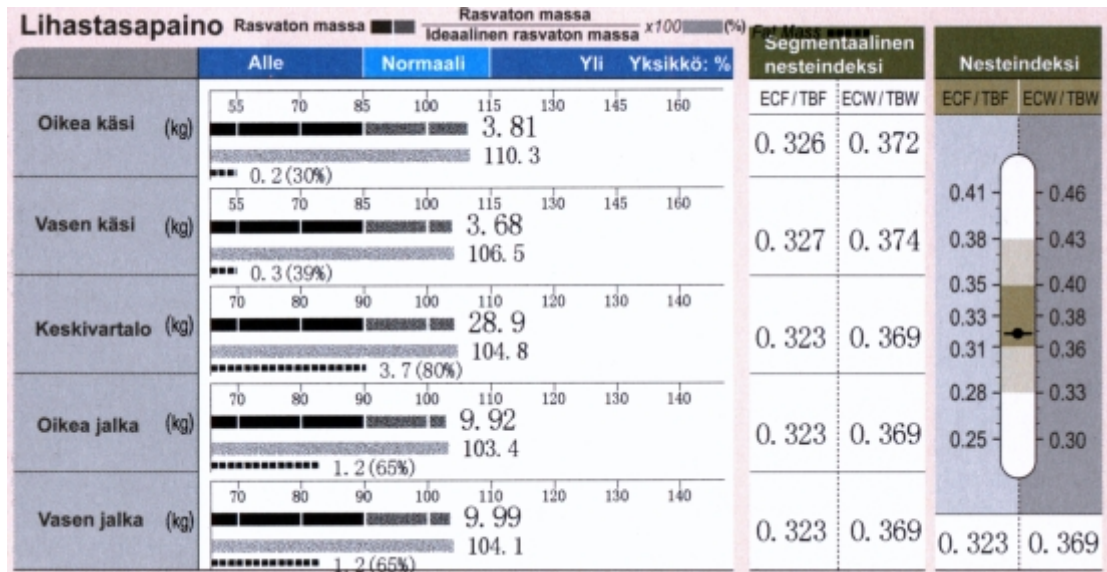 Lihastasapaino Rasvaton massa Rasvaton massa / Ideaalinen rasvaton massa x100 (%) Fat Mass
Alle Normaali Yli Yksikkö: %
Segmentaalinen nesteindeksi
Nesteindeksi
ECF/TBF ECW/TBW
ECF/TBF ECW/TBW
Oikea käsi (kg)
55 70 85 100 115 130 145 160
3.81
110.3
0.2(30%)
0.326 0.372
Vasen käsi (kg)
55 70 85 100 115 130 145 160
3.68
106.5
0.3(39%)
0.327 0.374
Keskivartalo (kg)
70 80 90 100 110 120 130 140
28.9
104.8
3.7(80%)
0.323 0.369
Oikea jalka (kg)
70 80 90 100 110 120 130 140
9.92
103.4
1.2(65%)
0.323 0.369
Vasen jalka (kg)
70 80 90 100 110 120 130 140
9.99
104.1
1.2(65%)
0.323 0.369
0.41 0.46
0.38 0.43
0.35 0.40
0.33 0.38
0.31 0.36
0.28 0.33
0.25 0.30
0.323 0.369